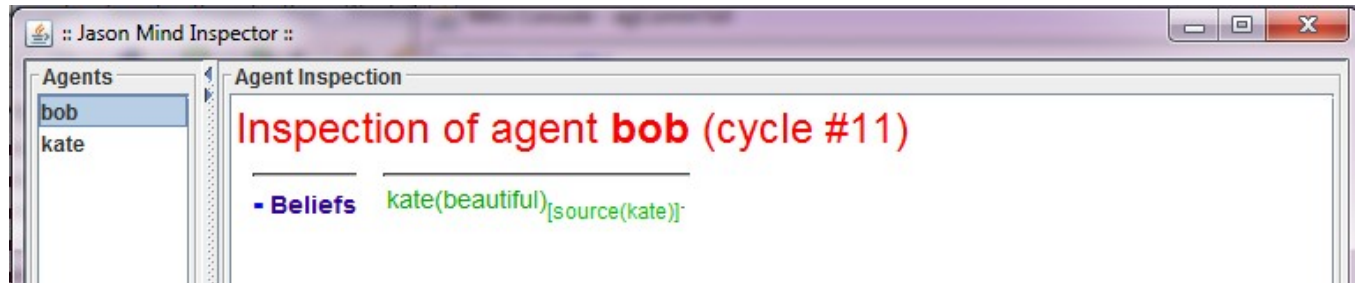 :: Jason Mind Inspector ::
Agents
bob
kate
Agent Inspection
Inspection of agent bob (cycle #11)
- Beliefs kate(beautiful)[source(kate)].